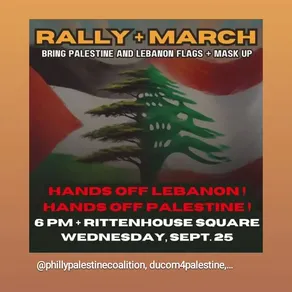 RALLY + MARCH
BRING PALESTINE AND LEBANON FLAGS + MASK UP
HANDS OFF LEBANON !
HANDS OFF PALESTINE !
6 PM + RITTENHOUSE SQUARE
WEDNESDAY, SEPT. 25
@phillypalestinecoalition, ducom4palestine,...